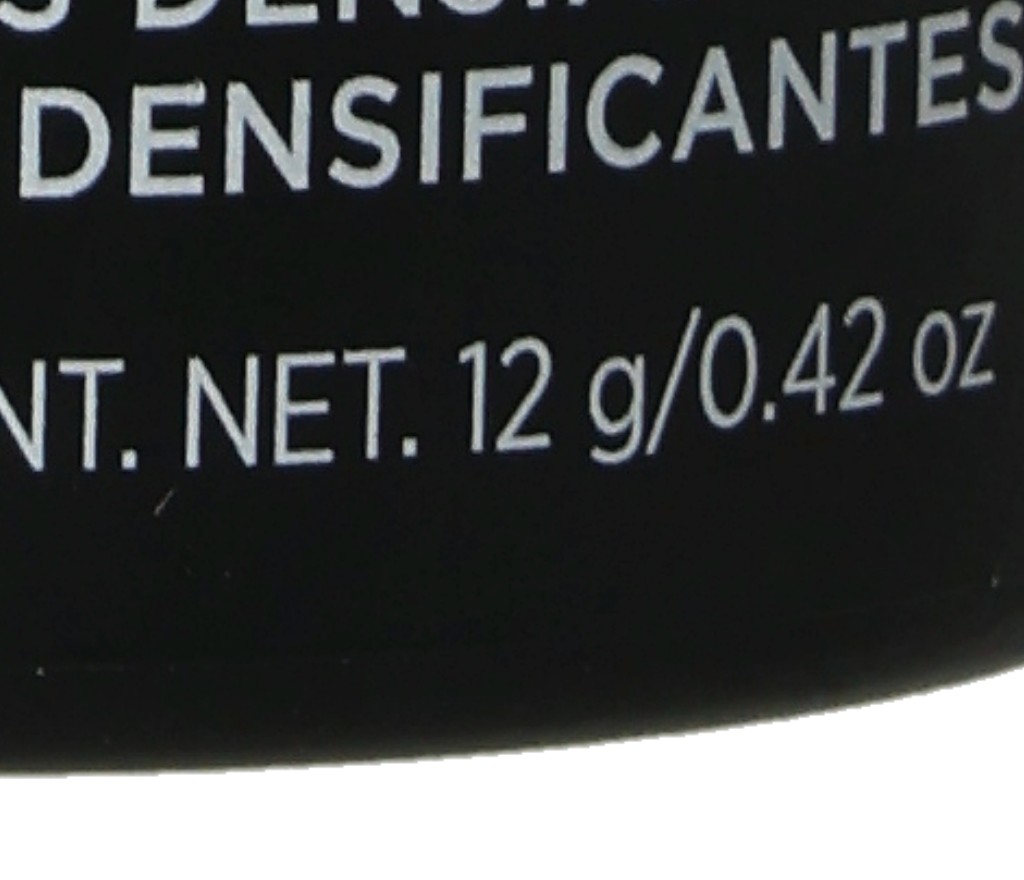 DENSIFICANTES
NT. NET. 12 g/0.42 oz